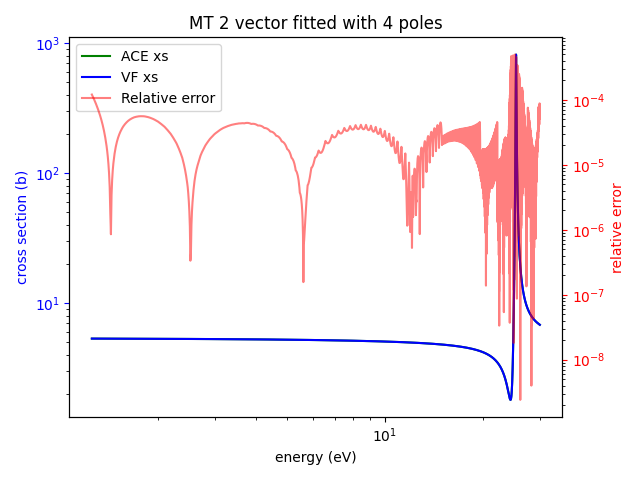 MT 2 vector fitted with 4 poles
ACE xs
VF xs
Relative error
10³
10²
10¹
cross section (b)
10⁻⁴
10⁻⁵
10⁻⁶
10⁻⁷
10⁻⁸
relative error
10¹
energy (eV)